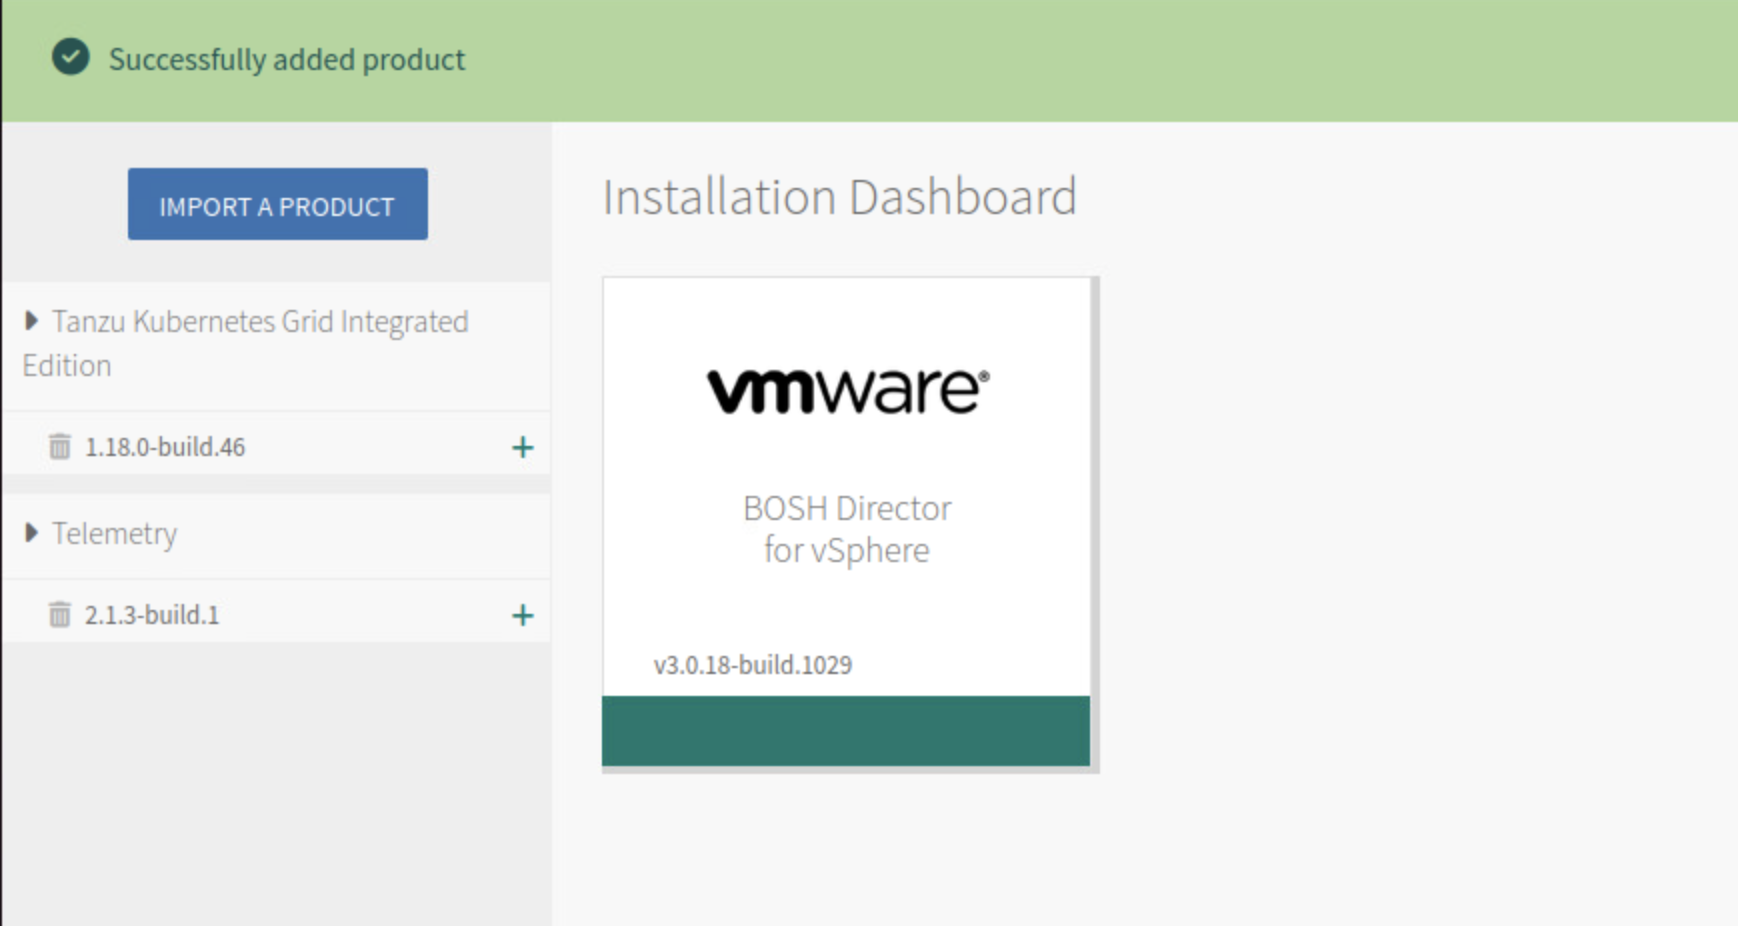 Successfully added product
IMPORT A PRODUCT
Tanzu Kubernetes Grid Integrated
Edition
1.18.0-build.46
+
Telemetry
2.1.3-build.1
+
Installation Dashboard
vmware®
BOSH Director
for vSphere
v3.0.18-build.1029